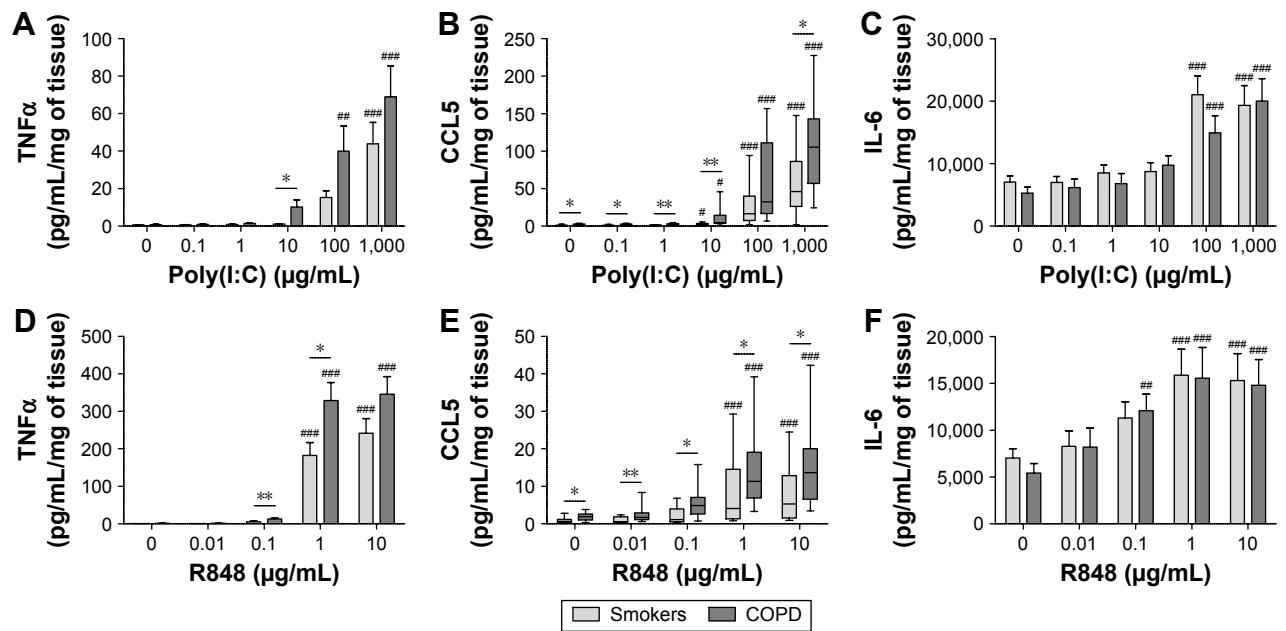 A
TNFα
(pg/mL/mg of tissue)
100
80
60
40
20
0
*
##
###
###
0 0.1 1 10 100 1,000
Poly(I:C) (µg/mL)
B
CCL5
(pg/mL/mg of tissue)
250
200
150
100
50
0
*
*
**
**
#
#
###
###
*
###
###
0 0.1 1 10 100 1,000
Poly(I:C) (µg/mL)
C
IL-6
(pg/mL/mg of tissue)
30,000
20,000
10,000
0
###
###
###
###
0 0.1 1 10 100 1,000
Poly(I:C) (µg/mL)
D
TNFα
(pg/mL/mg of tissue)
500
400
300
200
100
0
**
*
###
###
###
###
0 0.01 0.1 1 10
R848 (µg/mL)
E
CCL5
(pg/mL/mg of tissue)
50
40
30
20
10
0
*
**
*
*
###
###
*
###
###
0 0.01 0.1 1 10
R848 (µg/mL)
F
IL-6
(pg/mL/mg of tissue)
20,000
15,000
10,000
5,000
0
##
###
###
###
###
0 0.01 0.1 1 10
R848 (µg/mL)
Smokers COPD